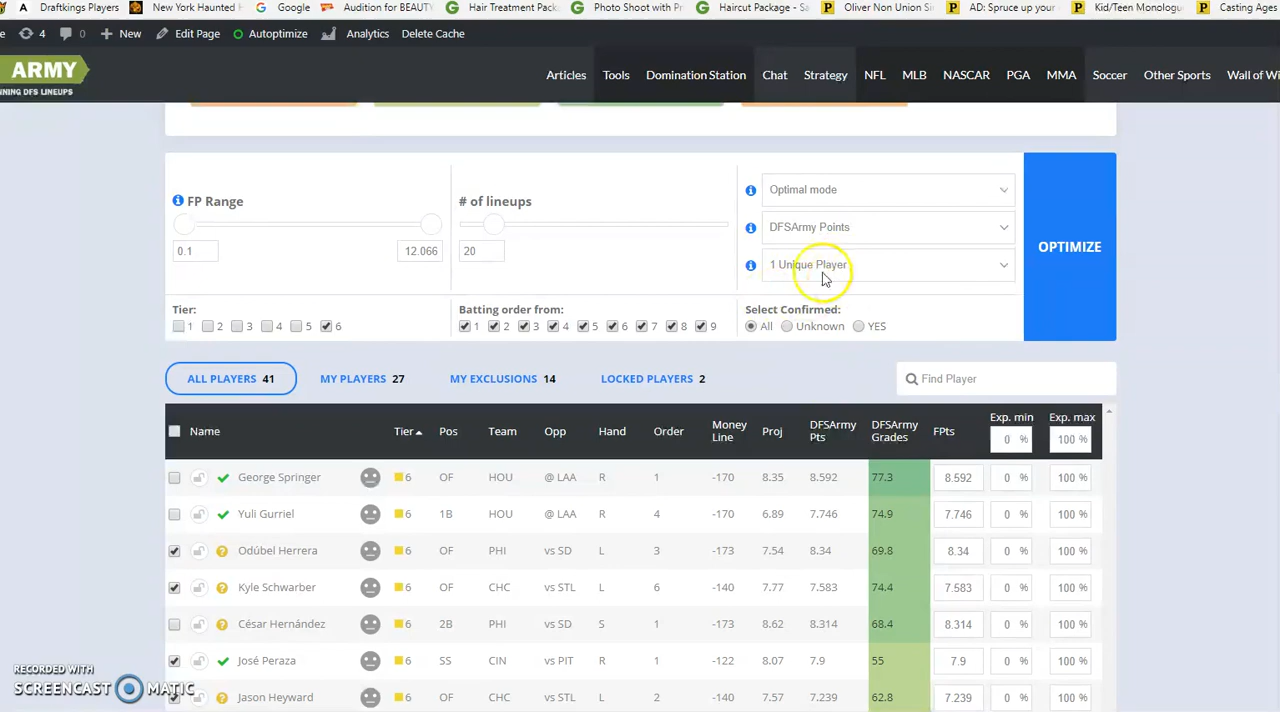 A Draftkings Players New York Haunted H Google Audition for BEAUTY Hair Treatment Pack Photo Shoot with Pr Haircut Package - Sa Oliver Non Union Si AD: Spruce up your Kid/Teen Monologu Casting Ages
e 4 0 New Edit Page Autoptimize Analytics Delete Cache
ARMY
NNING DFS LINEUPS
Articles Tools Domination Station Chat Strategy NFL MLB NASCAR PGA MMA Soccer Other Sports Wall of Wi
FP Range # of lineups Optimal mode
DFSArmy Points
0.1 12.066 20 1 Unique Player
OPTIMIZE
Tier: Batting order from: Select Confirmed:
1 2 3 4 5 6 1 2 3 4 5 6 7 8 9 All Unknown YES
ALL PLAYERS 41 MY PLAYERS 27 MY EXCLUSIONS 14 LOCKED PLAYERS 2 Find Player
Name Tier Pos Team Opp Hand Order Money Line Proj DFSArmy Pts DFSArmy Grades FPts Exp. min 0 % Exp. max 100 %
George Springer 6 OF HOU @ LAA R 1 -170 8.35 8.592 77.3 8.592 0 % 100 %
Yuli Gurriel 6 1B HOU @ LAA R 4 -170 6.89 7.746 74.9 7.746 0 % 100 %
Odúbel Herrera 6 OF PHI vs SD L 3 -173 7.54 8.34 69.8 8.34 0 % 100 %
Kyle Schwarber 6 OF CHC vs STL L 6 -140 7.77 7.583 74.4 7.583 0 % 100 %
César Hernández 6 2B PHI vs SD S 1 -173 8.62 8.314 68.4 8.314 0 % 100 %
José Peraza 6 SS CIN vs PIT R 1 -122 8.07 7.9 55 7.9 0 % 100 %
Jason Heyward 6 OF CHC vs STL L 2 -140 7.57 7.239 62.8 7.239 0 % 100 %
RECORDED WITH
SCREENCAST MATIC